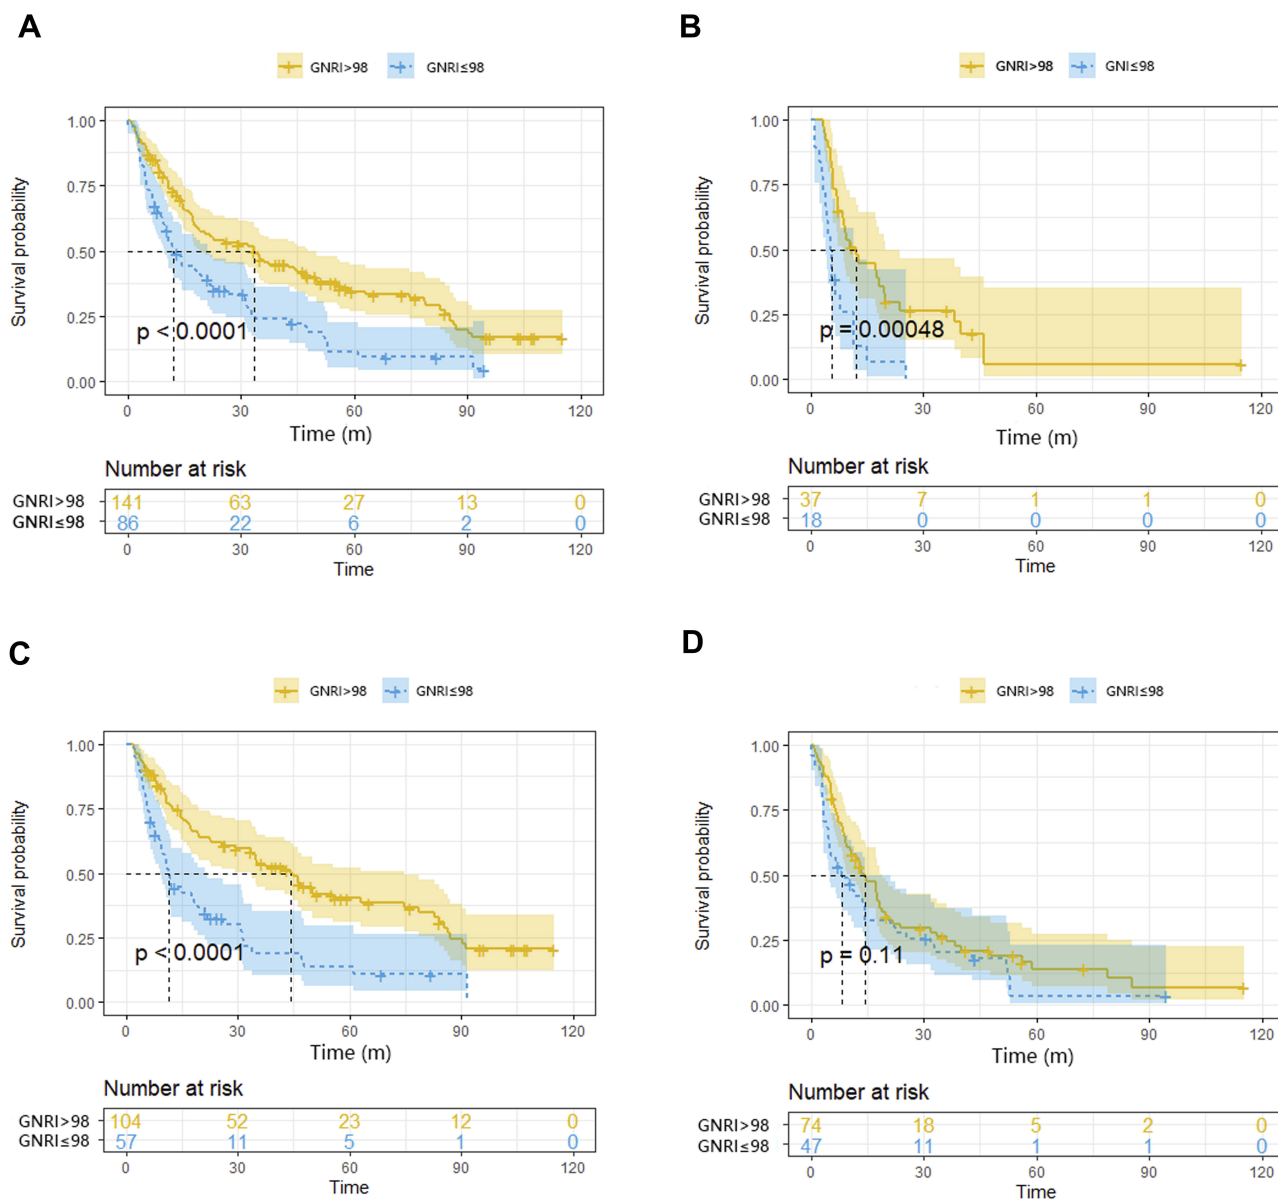 A
GNRI>98 GNRI≤98
Survival probability
1.00
0.75
0.50
0.25
0.00
p < 0.0001
0 30 60 90 120
Time (m)
Number at risk
GNRI>98 141 63 27 13 0
GNRI≤98 86 22 6 2 0
0 30 60 90 120
Time
B
GNRI>98 GNI≤98
Survival probability
1.00
0.75
0.50
0.25
0.00
p = 0.00048
0 30 60 90 120
Time (m)
Number at risk
GNRI>98 37 7 1 1 0
GNRI≤98 18 0 0 0 0
0 30 60 90 120
Time
C
GNRI>98 GNRI≤98
Survival probability
1.00
0.75
0.50
0.25
0.00
p < 0.0001
0 30 60 90 120
Time (m)
Number at risk
GNRI>98 104 52 23 12 0
GNRI≤98 57 11 5 1 0
0 30 60 90 120
Time
D
GNRI>98 GNRI≤98
Survival probability
1.00
0.75
0.50
0.25
0.00
p = 0.11
0 30 60 90 120
Time (m)
Number at risk
GNRI>98 74 18 5 2 0
GNRI≤98 47 11 1 1 0
0 30 60 90 120
Time